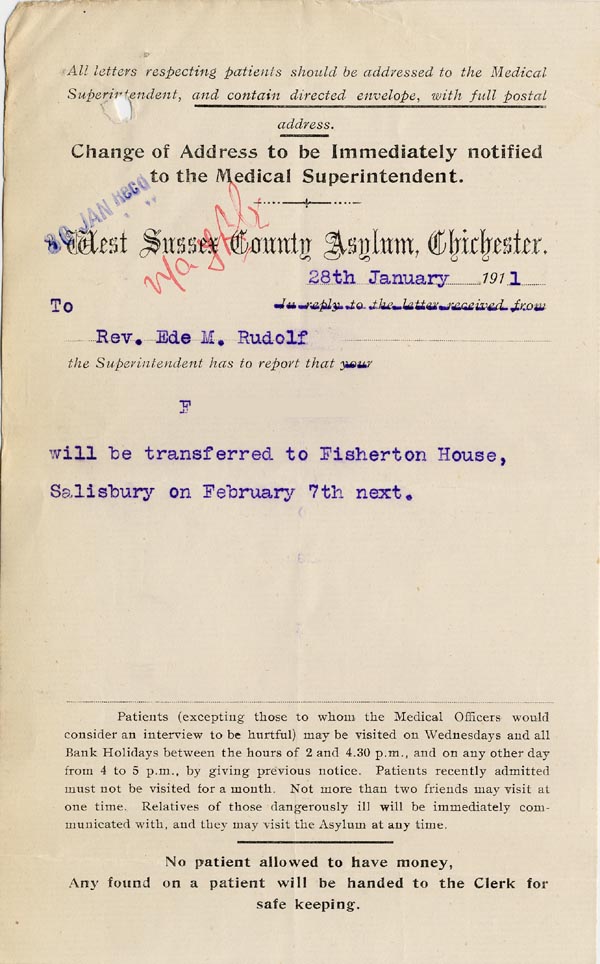 All letters respecting patients should be addressed to the Medical
Superintendent, and contain directed envelope, with full postal
address.
Change of Address to be Immediately notified
to the Medical Superintendent.
JAN RECD
West Sussex County Asylum, Chichester.
28th January 1911
To In reply to the letter received from
Rev. Ede M. Rudolf
the Superintendent has to report that your
F
will be transferred to Fisherton House,
Salisbury on February 7th next.
Patients (excepting those to whom the Medical Officers would
consider an interview to be hurtful) may be visited on Wednesdays and all
Bank Holidays between the hours of 2 and 4.30 p.m., and on any other day
from 4 to 5 p.m., by giving previous notice. Patients recently admitted
must not be visited for a month. Not more than two friends may visit at
one time. Relatives of those dangerously ill will be immediately com-
municated with, and they may visit the Asylum at any time.
No patient allowed to have money,
Any found on a patient will be handed to the Clerk for
safe keeping.